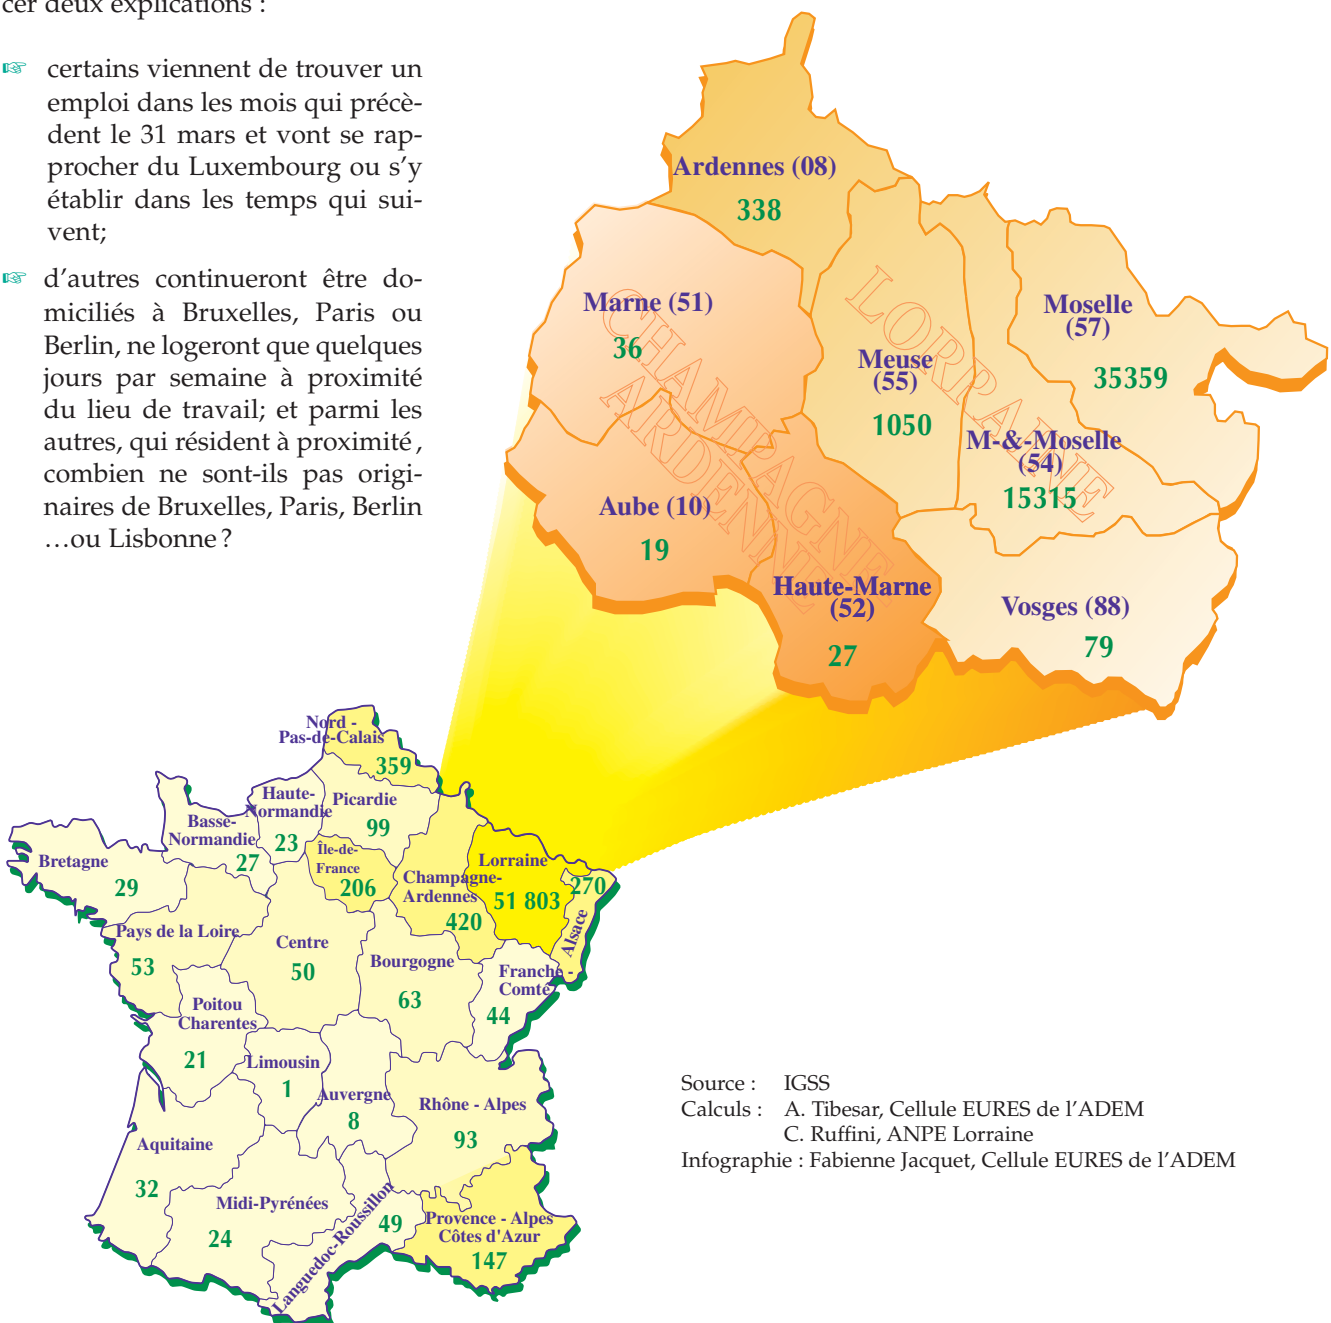 cer deux explications :
☞ certains viennent de trouver un
emploi dans les mois qui précè-
dent le 31 mars et vont se rap-
procher du Luxembourg ou s’y
établir dans les temps qui sui-
vent;
☞ d’autres continueront être do-
miciliés à Bruxelles, Paris ou
Berlin, ne logeront que quelques
jours par semaine à proximité
du lieu de travail; et parmi les
autres, qui résident à proximité,
combien ne sont-ils pas origi-
naires de Bruxelles, Paris, Berlin
…ou Lisbonne ?
CHAMPAGNE
ARDENNE
LORRAINE
Ardennes (08)
338
Marne (51)
36
Meuse
(55)
1050
Moselle
(57)
35359
M-&-Moselle
(54)
15315
Aube (10)
19
Haute-Marne
(52)
27
Vosges (88)
79
Nord -
Pas-de-Calais
359
Haute-
Normandie
23
Picardie
99
Basse-
Normandie
27
Île-de-
France
206
Bretagne
29
Champagne-
Ardennes
420
Lorraine
51 803
270
Alsace
Pays de la Loire
53
Centre
50
Bourgogne
63
Franche -
Comté
44
Poitou
Charentes
21
Limousin
1
Auvergne
8
Rhône - Alpes
93
Aquitaine
32
Midi-Pyrénées
24
Languedoc-Roussillon
49
Provence - Alpes
Côtes d'Azur
147
Source : IGSS
Calculs : A. Tibesar, Cellule EURES de l’ADEM
C. Ruffini, ANPE Lorraine
Infographie : Fabienne Jacquet, Cellule EURES de l’ADEM